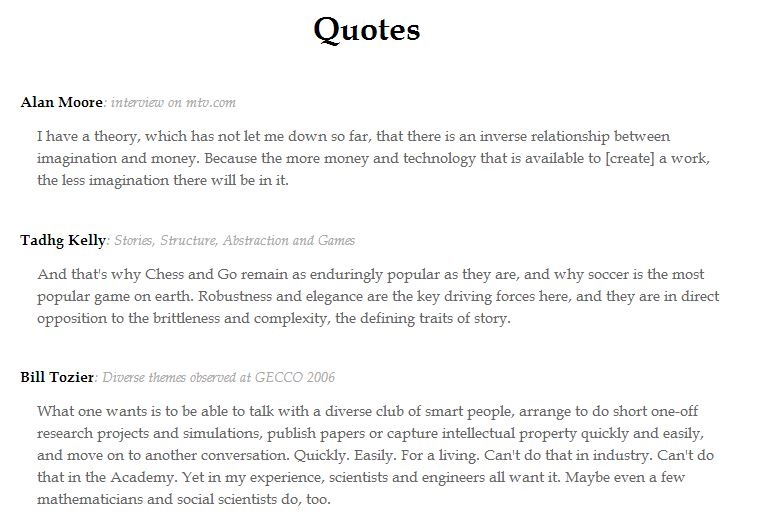 Quotes
Alan Moore: interview on mtv.com
I have a theory, which has not let me down so far, that there is an inverse relationship between
imagination and money. Because the more money and technology that is available to [create] a work,
the less imagination there will be in it.
Tadhg Kelly: Stories, Structure, Abstraction and Games
And that's why Chess and Go remain as enduringly popular as they are, and why soccer is the most
popular game on earth. Robustness and elegance are the key driving forces here, and they are in direct
opposition to the brittleness and complexity, the defining traits of story.
Bill Tozier: Diverse themes observed at GECCO 2006
What one wants is to be able to talk with a diverse club of smart people, arrange to do short one-off
research projects and simulations, publish papers or capture intellectual property quickly and easily,
and move on to another conversation. Quickly. Easily. For a living. Can't do that in industry. Can't do
that in the Academy. Yet in my experience, scientists and engineers all want it. Maybe even a few
mathematicians and social scientists do, too.